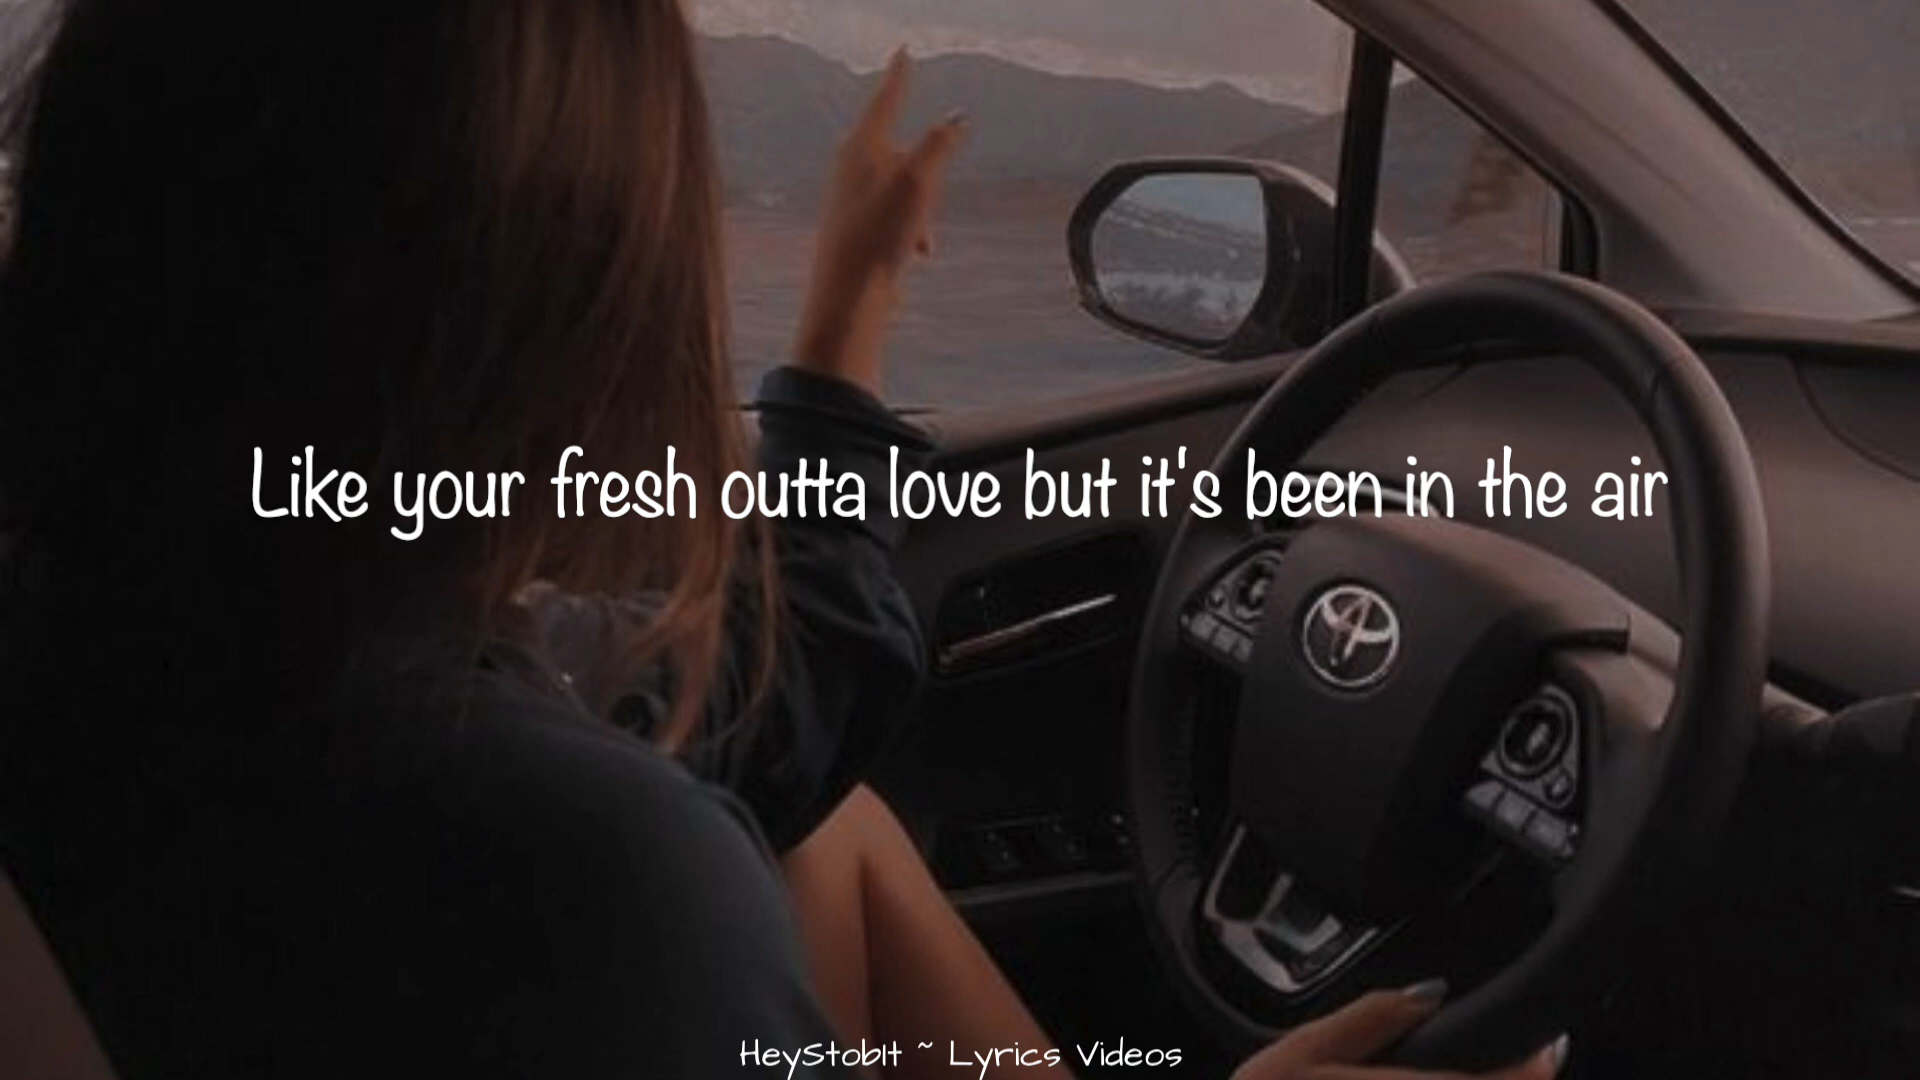 Like your fresh outta love but it's been in the air
HeyStobIt ~ Lyrics Videos